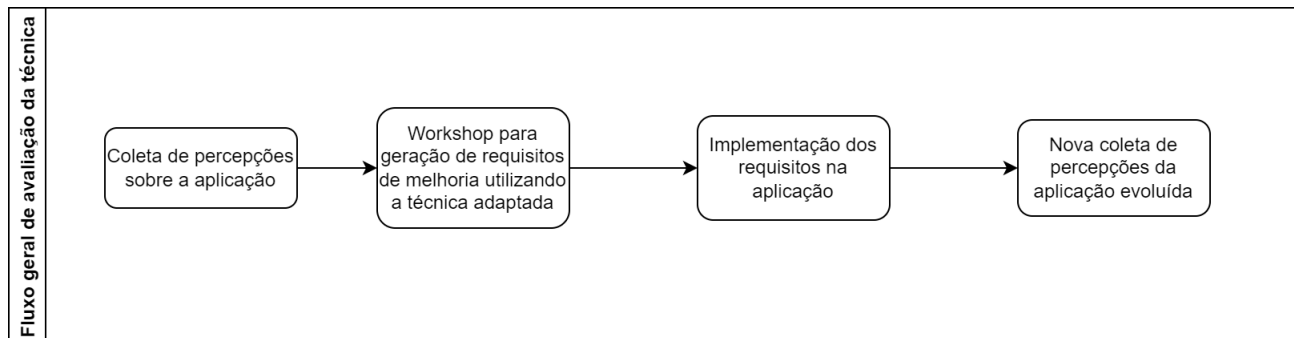 Fluxo geral de avaliação da técnica
Coleta de percepções
sobre a aplicação
Workshop para
geração de requisitos
de melhoria utilizando
a técnica adaptada
Implementação dos
requisitos na
aplicação
Nova coleta de
percepções da
aplicação evoluída